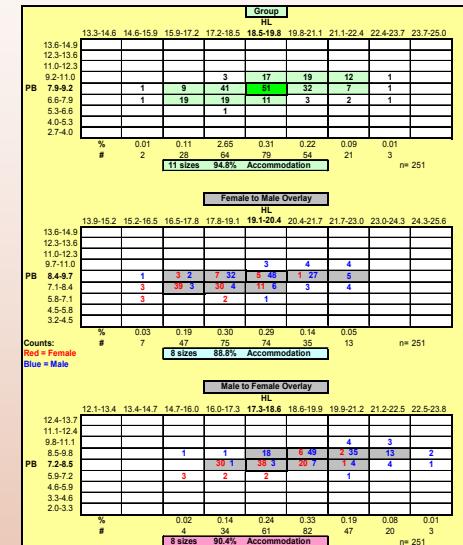 Group
HL
13.3-14.6 14.6-15.9 15.9-17.2 17.2-18.5 18.5-19.8 19.8-21.1 21.1-22.4 22.4-23.7 23.7-25.0
13.6-14.9
12.3-13.6
11.0-12.3
9.2-11.0 3 17 19 12 1
PB 7.9-9.2 1 9 41 51 32 7 1
6.6-7.9 1 19 19 11 3 2 1
5.3-6.6 1
4.0-5.3
2.7-4.0
% 0.01 0.11 2.65 0.31 0.22 0.09 0.01
# 2 28 64 79 54 21 3 n= 251
11 sizes 94.8% Accommodation
Female to Male Overlay
HL
13.9-15.2 15.2-16.5 16.5-17.8 17.8-19.1 19.1-20.4 20.4-21.7 21.7-23.0 23.0-24.3 24.3-25.6
13.6-14.9
12.3-13.6
11.0-12.3
9.7-11.0 3 4 4
PB 8.4-9.7 1 3 2 7 32 5 48 1 27 5
7.1-8.4 3 39 3 30 4 11 6 3 4
5.8-7.1 3 2 1
4.5-5.8
3.2-4.5
% 0.03 0.19 0.30 0.29 0.14 0.05
Counts: # 7 47 75 74 35 13 n= 251
Red = Female 8 sizes 88.8% Accommodation
Blue = Male
Male to Female Overlay
HL
12.1-13.4 13.4-14.7 14.7-16.0 16.0-17.3 17.3-18.6 18.6-19.9 19.9-21.2 21.2-22.5 22.5-23.8
12.4-13.7
11.1-12.4
9.8-11.1 4 3
8.5-9.8 1 1 18 6 49 2 35 13 2
PB 7.2-8.5 30 1 38 3 20 7 1 4 4 1
5.9-7.2 3 2 2 1
4.6-5.9
3.3-4.6
2.0-3.3
% 0.02 0.14 0.24 0.33 0.19 0.08 0.01
# 4 34 61 82 47 20 3
8 sizes 90.4% Accommodation n= 251